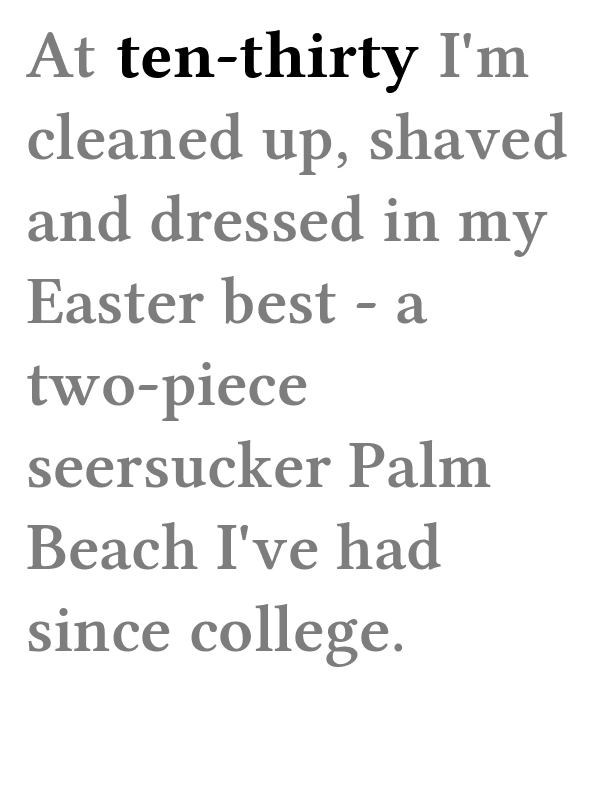 At ten-thirty I'm
cleaned up, shaved
and dressed in my
Easter best - a
two-piece
seersucker Palm
Beach I've had
since college.